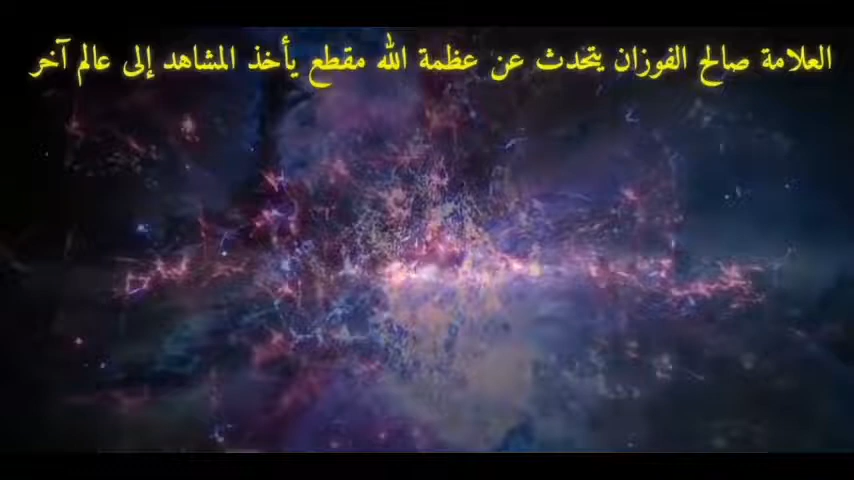 العلامة صالح الفوزان يتحدث عن عظمة الله مقطع يأخذ المشاهد إلى عالم آخر